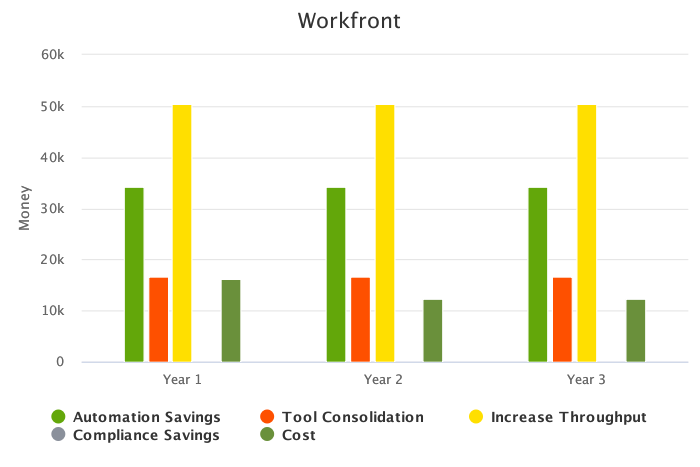 Workfront
60k
50k
40k
30k
20k
10k
0
Money
Year 1 Year 2 Year 3
Automation Savings Tool Consolidation Increase Throughput
Compliance Savings Cost